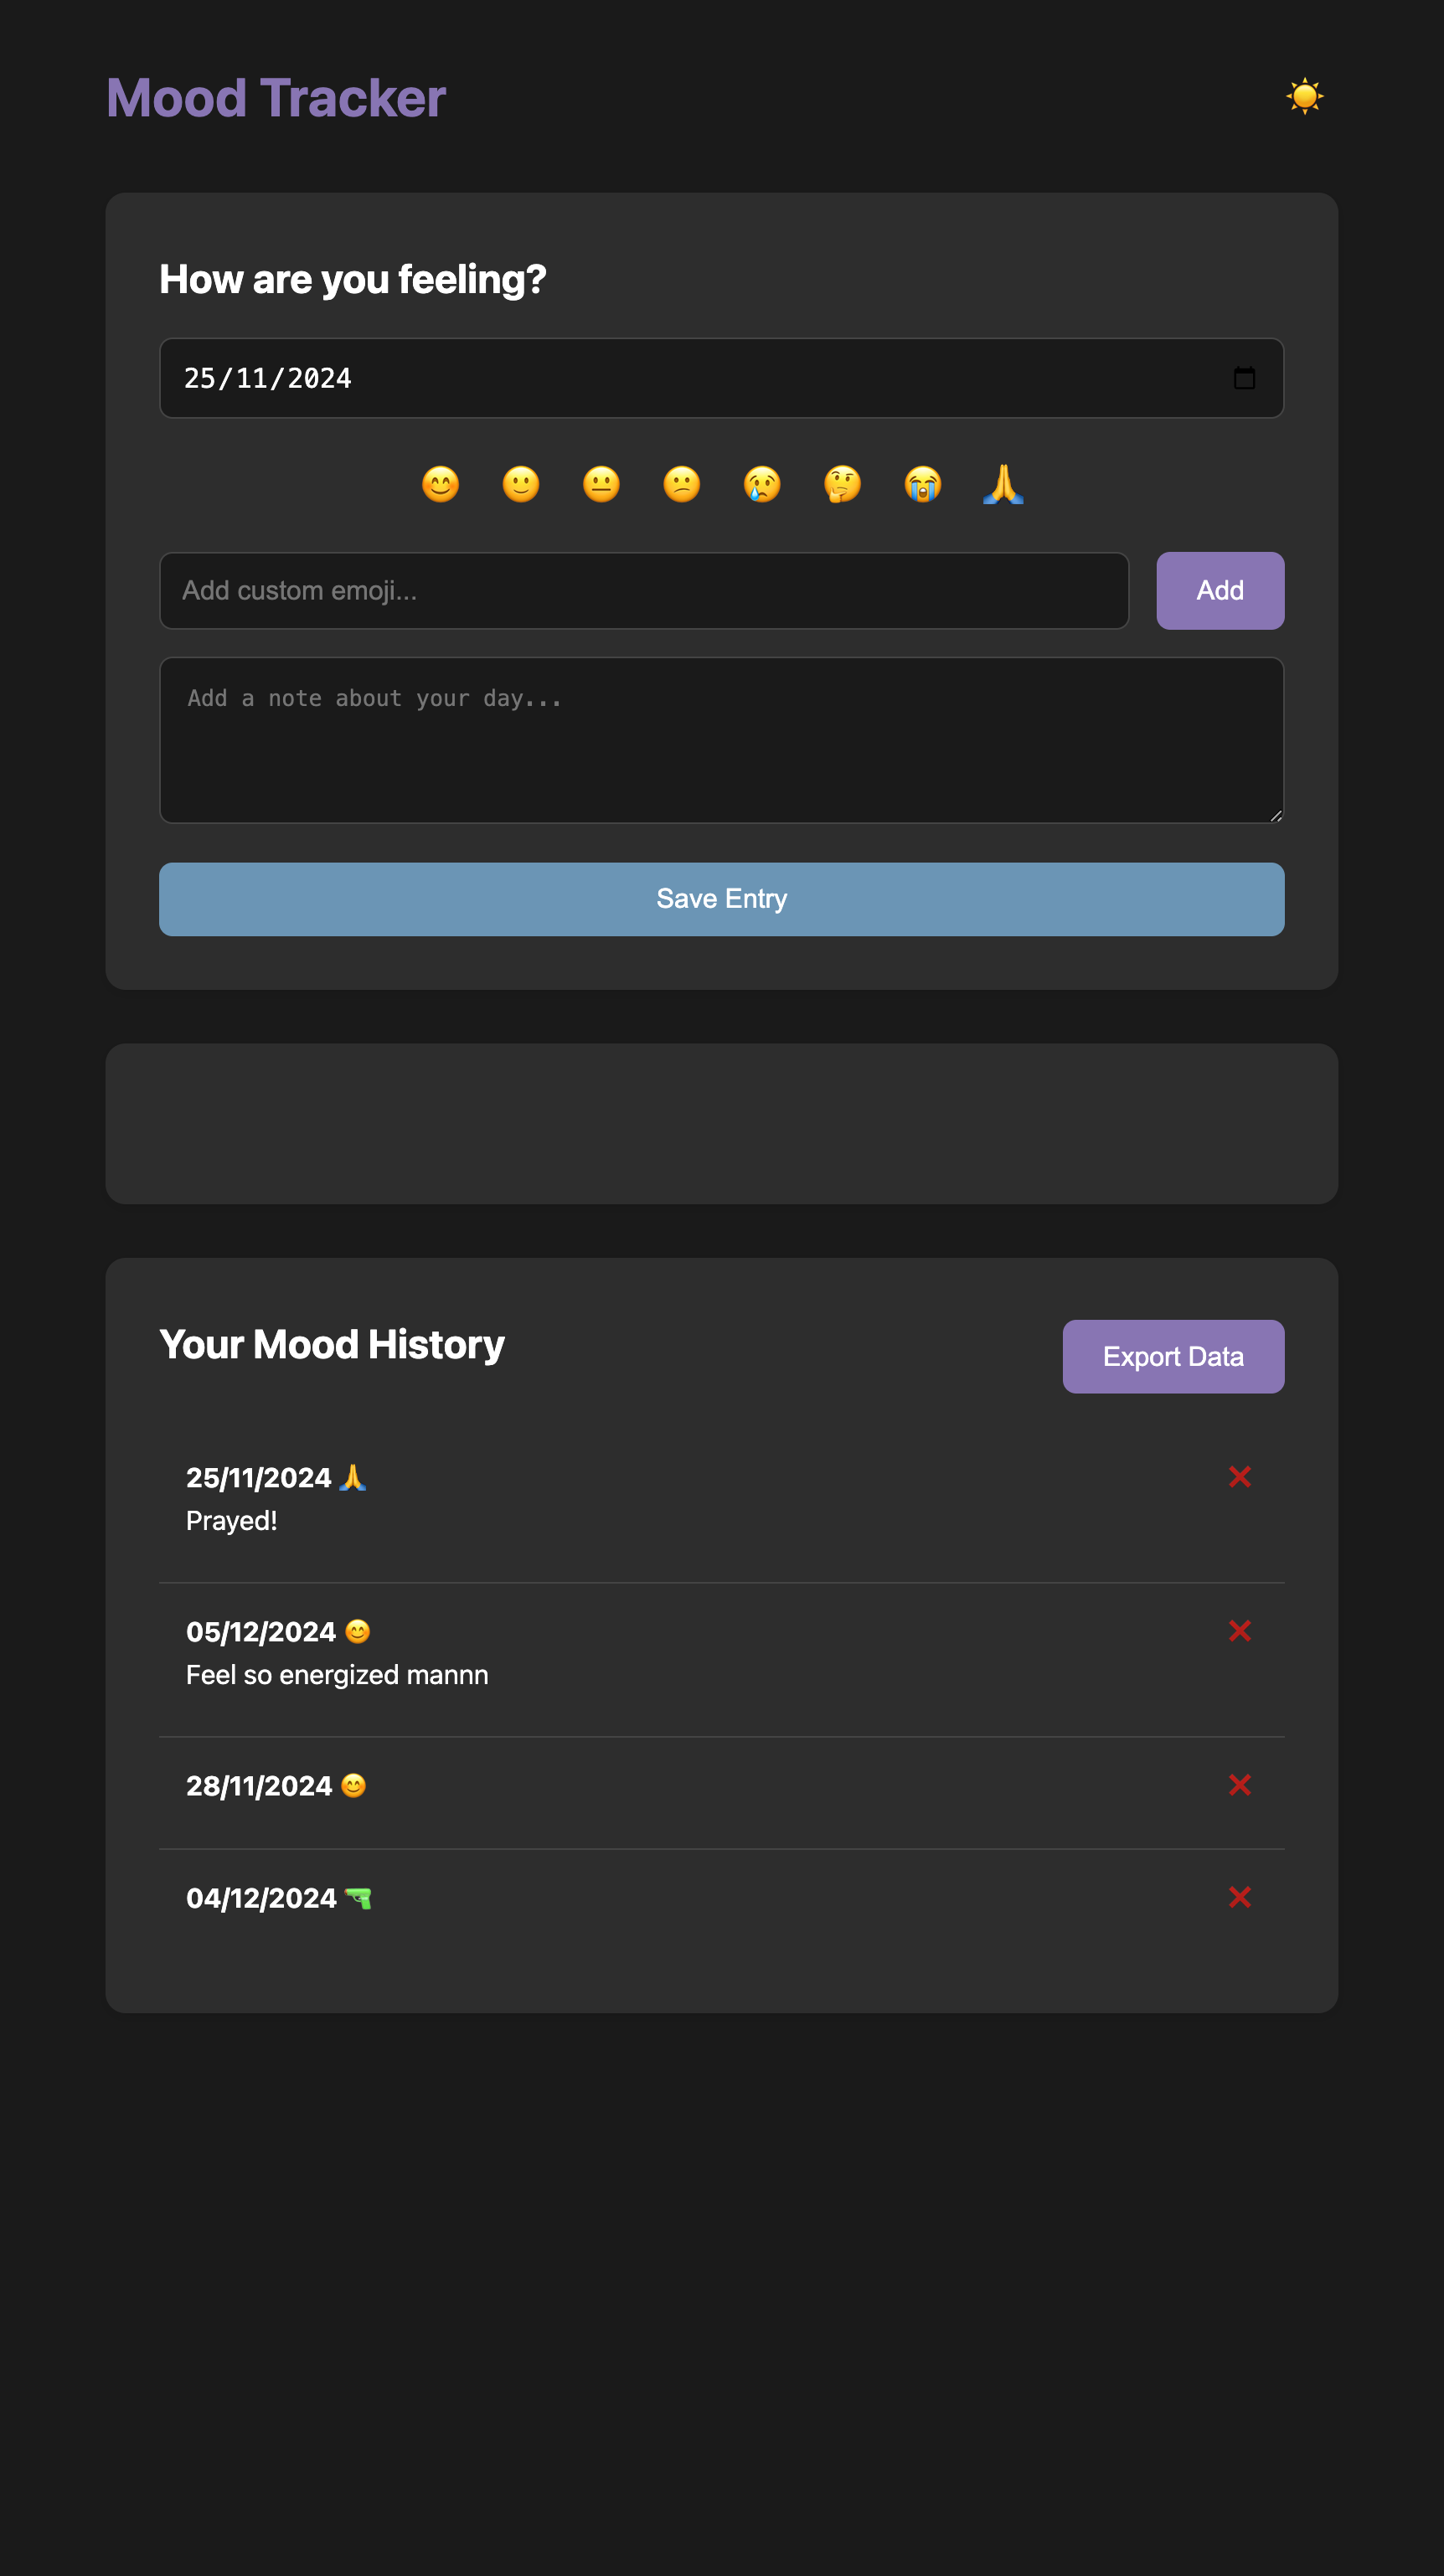 Mood Tracker ☀️
How are you feeling?
25/11/2024
😊 🙂 😐 😕 😢 🤔 😭 🙏
Add custom emoji...
Add
Add a note about your day...
Save Entry
Your Mood History
Export Data
25/11/2024 🙏
Prayed!
05/12/2024 😊
Feel so energized mannn
28/11/2024 😊
04/12/2024 🔫